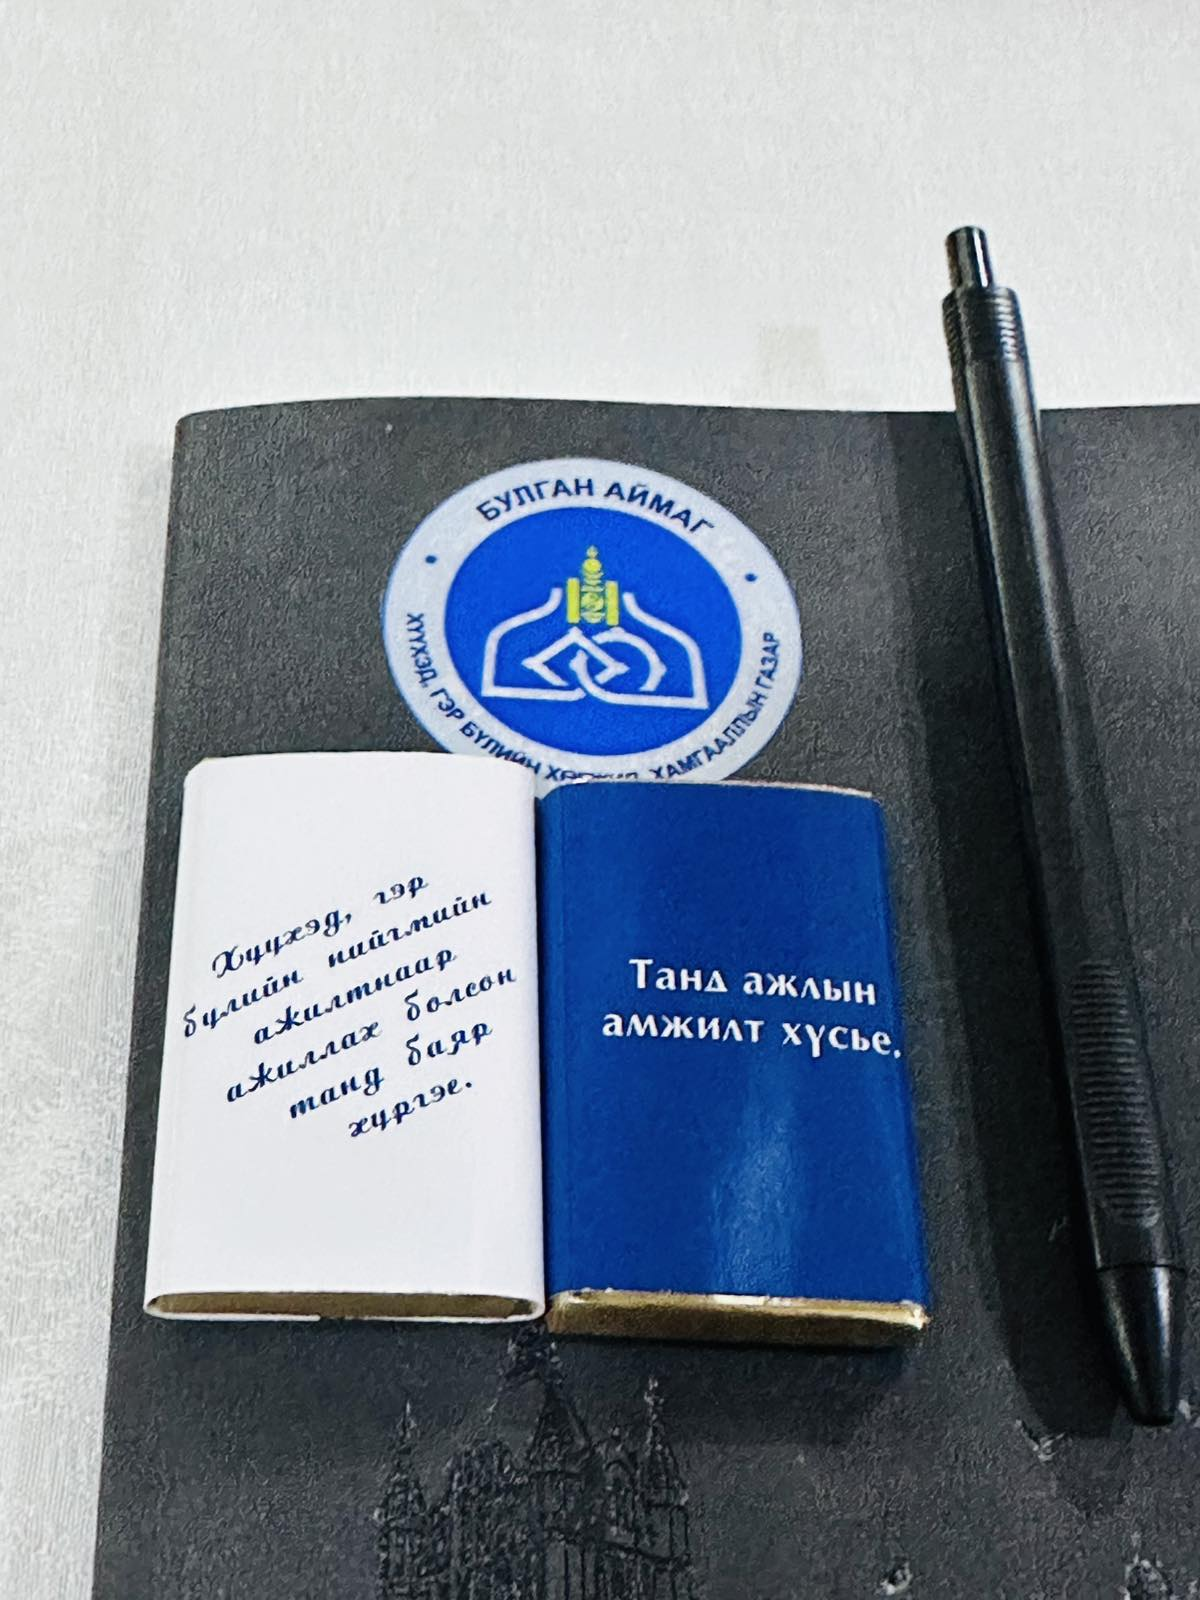 БУЛГАН АЙМАГ
ХҮҮХЭД, ГЭР БҮЛИЙН ХӨГЖИЛ, ХАМГААЛЛЫН ГАЗАР
Хүүхэд, гэр
бүлийн нийгмийн
ажилтнаар
ажиллах болсон
танд баяр
хүргэе.
Танд ажлын
амжилт хүсье.